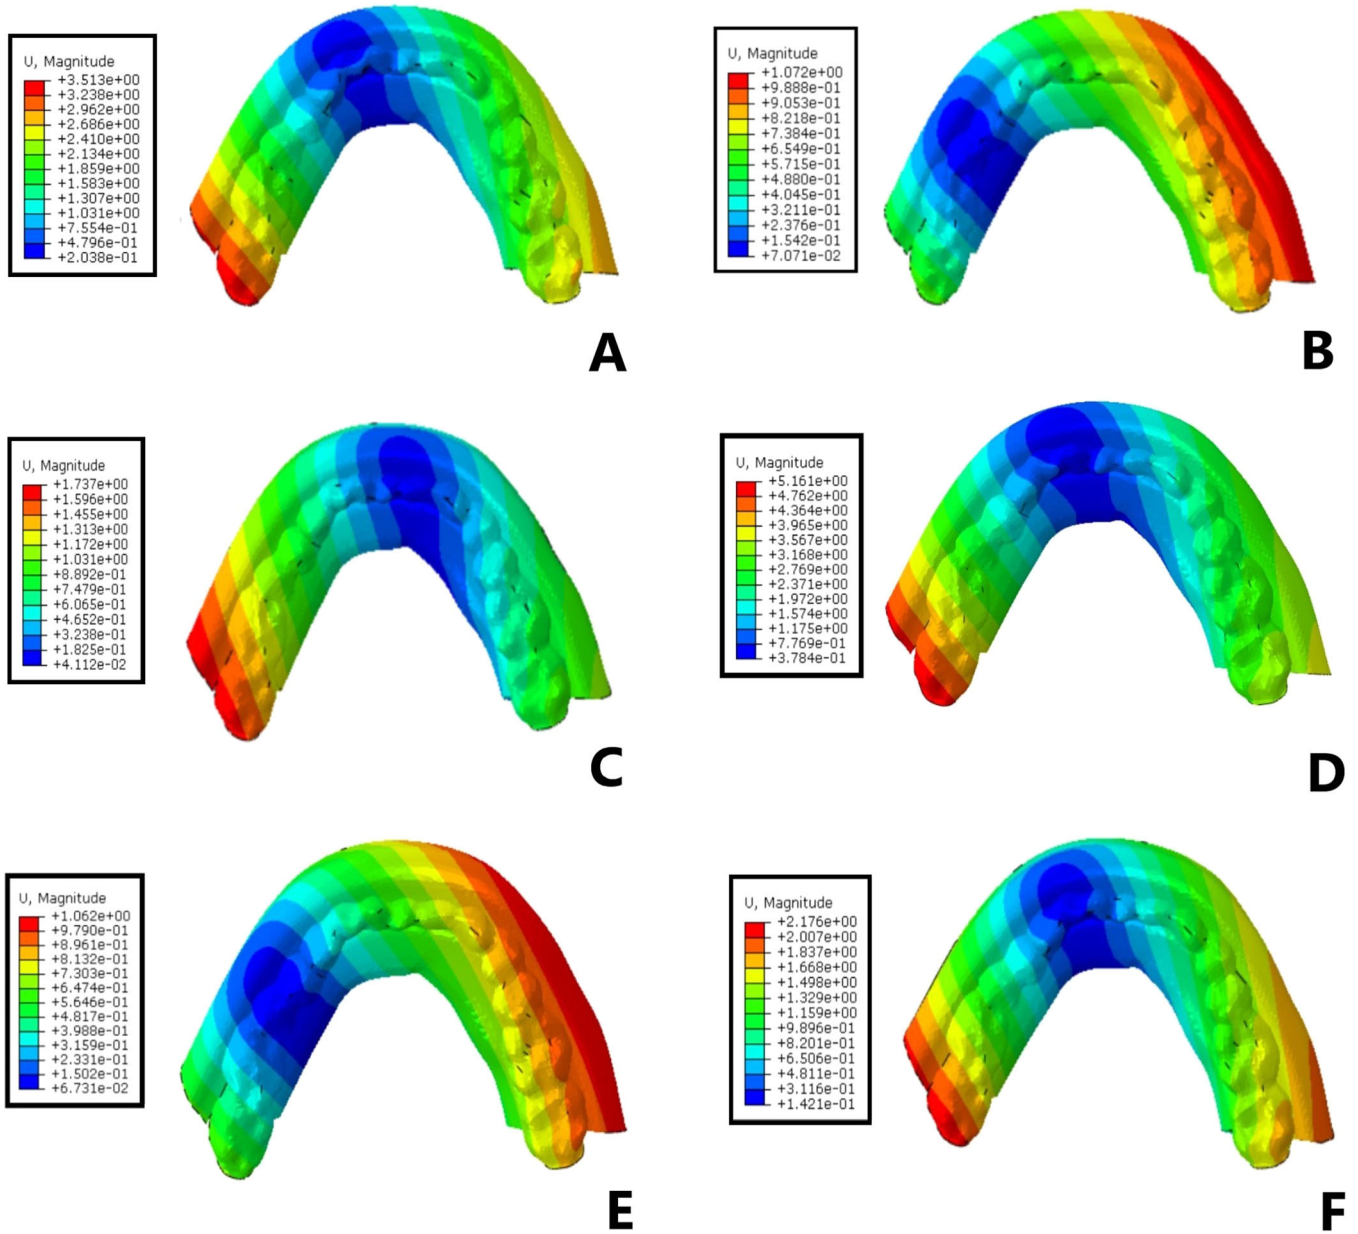 U, Magnitude
+3.513e+00
+3.238e+00
+2.962e+00
+2.686e+00
+2.410e+00
+2.134e+00
+1.859e+00
+1.583e+00
+1.307e+00
+1.031e+00
+7.554e-01
+4.796e-01
+2.038e-01
A
U, Magnitude
+1.072e+00
+9.888e-01
+9.053e-01
+8.218e-01
+7.384e-01
+6.549e-01
+5.715e-01
+4.880e-01
+4.045e-01
+3.211e-01
+2.376e-01
+1.542e-01
+7.071e-02
B
U, Magnitude
+1.737e+00
+1.596e+00
+1.455e+00
+1.313e+00
+1.172e+00
+1.031e+00
+8.892e-01
+7.479e-01
+6.065e-01
+4.652e-01
+3.238e-01
+1.825e-01
+4.112e-02
C
U, Magnitude
+5.161e+00
+4.762e+00
+4.364e+00
+3.965e+00
+3.567e+00
+3.168e+00
+2.769e+00
+2.371e+00
+1.972e+00
+1.574e+00
+1.175e+00
+7.769e-01
+3.784e-01
D
U, Magnitude
+1.062e+00
+9.790e-01
+8.961e-01
+8.132e-01
+7.303e-01
+6.474e-01
+5.646e-01
+4.817e-01
+3.988e-01
+3.159e-01
+2.331e-01
+1.502e-01
+6.731e-02
E
U, Magnitude
+2.176e+00
+2.007e+00
+1.837e+00
+1.668e+00
+1.498e+00
+1.329e+00
+1.159e+00
+9.896e-01
+8.201e-01
+6.506e-01
+4.811e-01
+3.116e-01
+1.421e-01
F